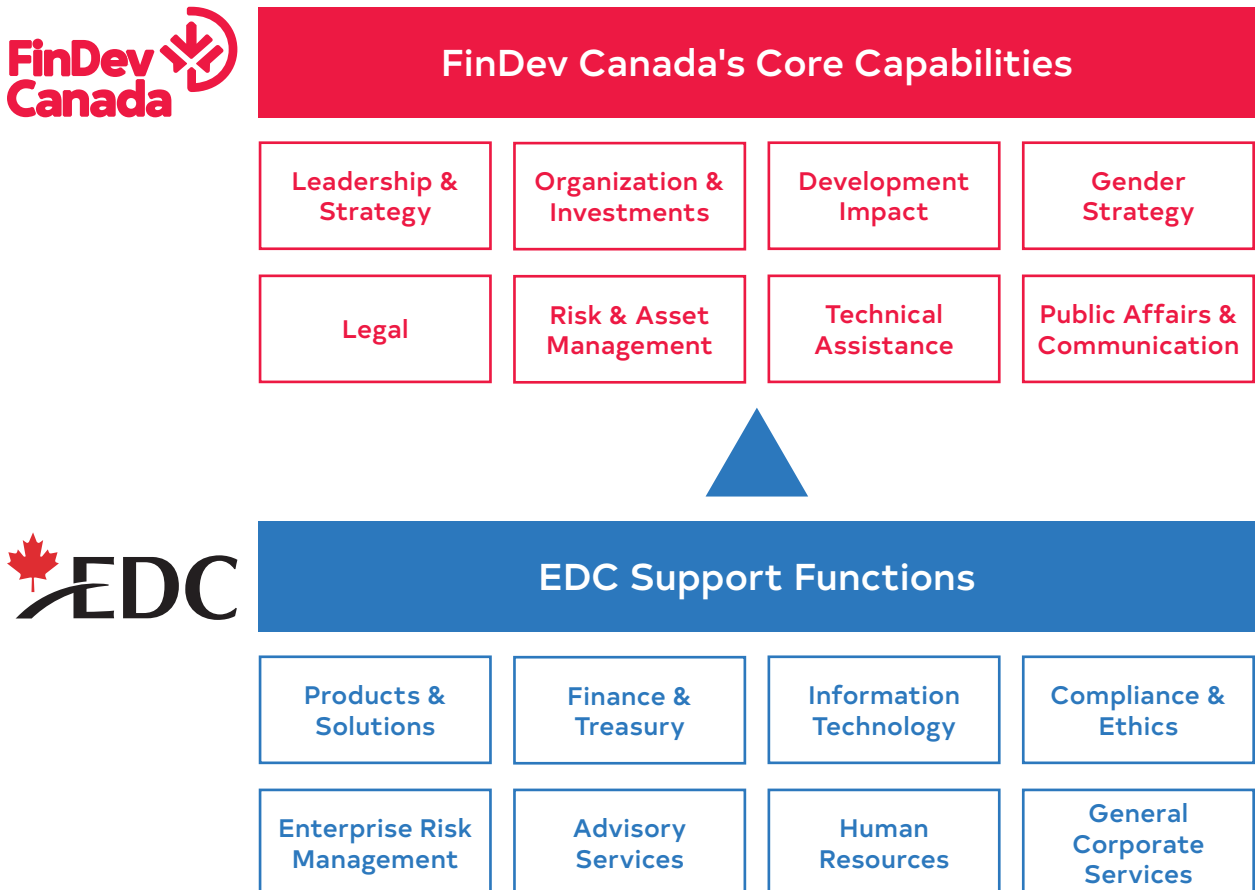 FinDev
Canada
FinDev Canada's Core Capabilities
Leadership &
Strategy
Organization &
Investments
Development
Impact
Gender
Strategy
Legal
Risk & Asset
Management
Technical
Assistance
Public Affairs &
Communication
EDC
EDC Support Functions
Products &
Solutions
Finance &
Treasury
Information
Technology
Compliance &
Ethics
Enterprise Risk
Management
Advisory
Services
Human
Resources
General
Corporate
Services